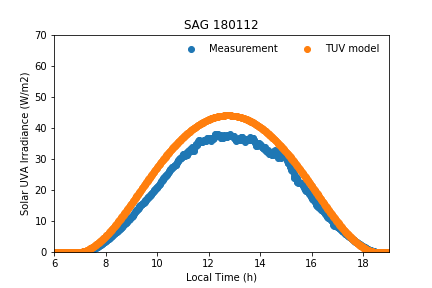 SAG 180112
Measurement
TUV model
Solar UVA Irradiance (W/m2)
70
60
50
40
30
20
10
0
6 8 10 12 14 16 18
Local Time (h)